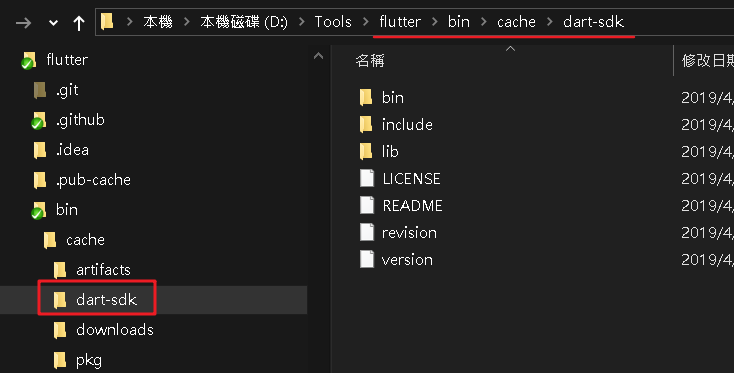 本機 > 本機磁碟 (D:) > Tools > flutter > bin > cache > dart-sdk
flutter
.git
.github
.idea
.pub-cache
bin
cache
artifacts
dart-sdk
downloads
pkg
名稱 修改日期
bin 2019/4/
include 2019/4/
lib 2019/4/
LICENSE 2019/4/
README 2019/4/
revision 2019/4/
version 2019/4/